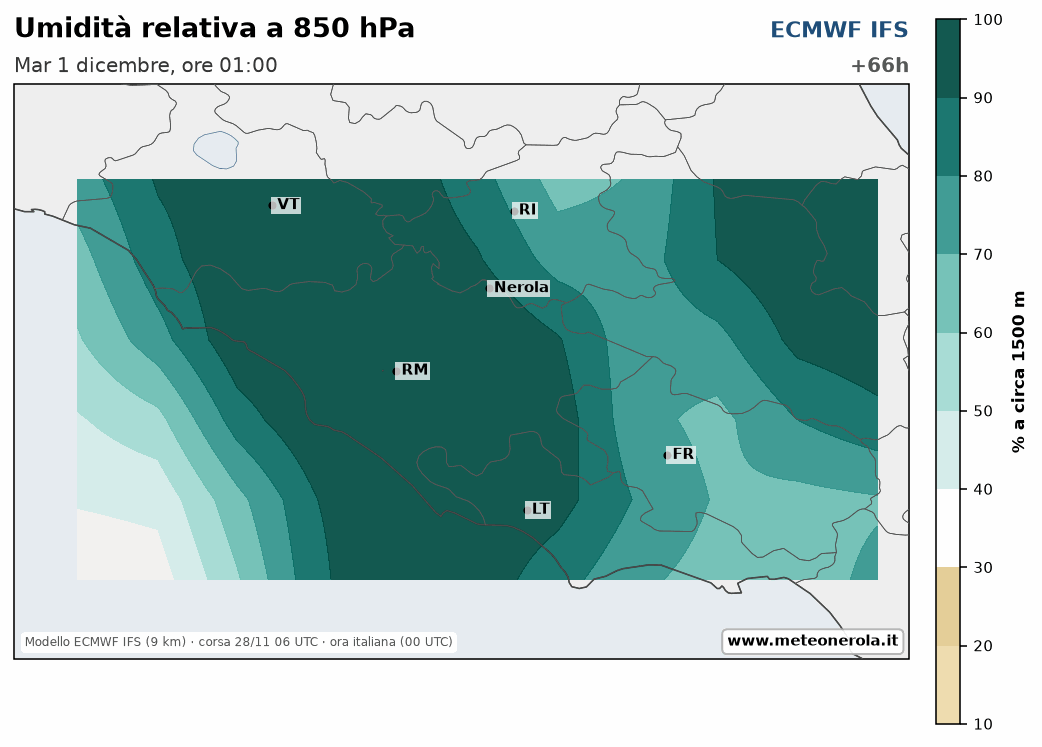 Umidità relativa a 850 hPa
ECMWF IFS
Mar 1 dicembre, ore 01:00
+66h
VT
RI
Nerola
RM
FR
LT
Modello ECMWF IFS (9 km) · corsa 28/11 06 UTC · ora italiana (00 UTC)
www.meteonerola.it
100
90
80
70
60
50
40
30
20
10
% a circa 1500 m